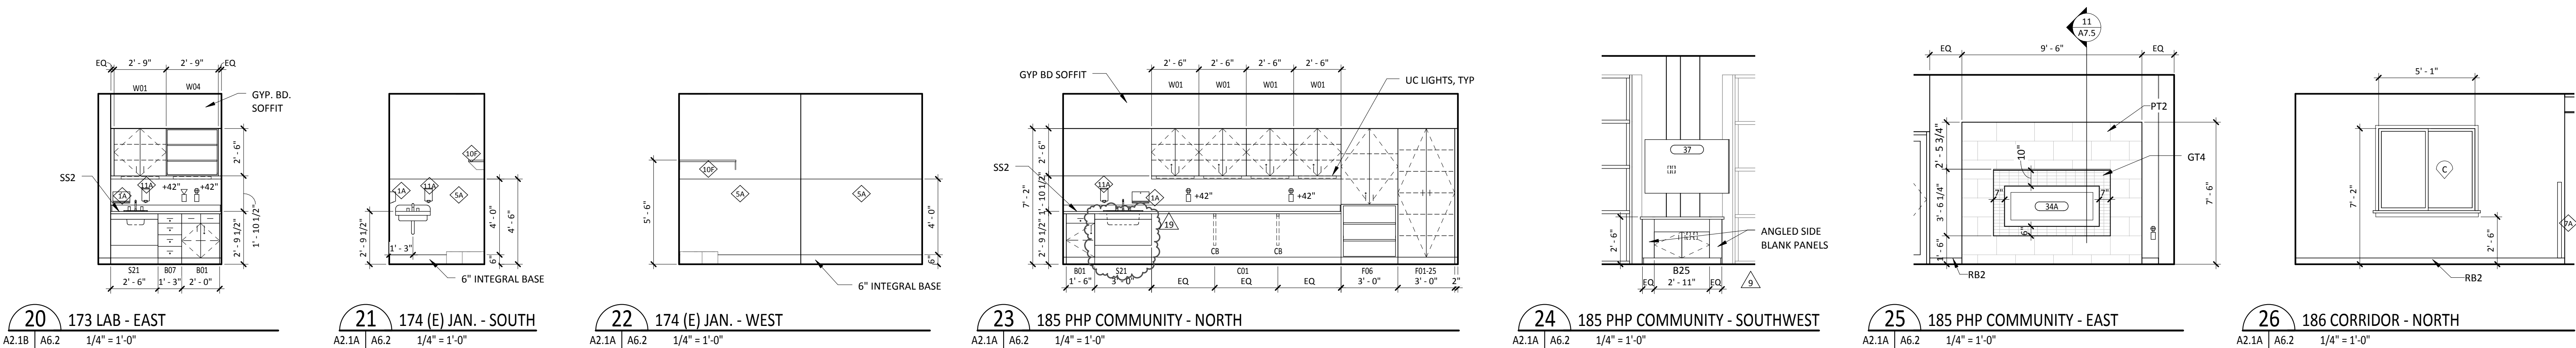 EQ 2' - 9" 2' - 9" EQ
W01 W04
GYP. BD.
SOFFIT
2' - 6"
SS2
1A 11A +42" +42"
1' - 10 1/2"
2' - 9 1/2"
S21 B07 B01
2' - 6" 1' - 3" 2' - 0"
20 173 LAB - EAST
A2.1B A6.2 1/4" = 1'-0"
10F
1A 11A 5A
2' - 9 1/2"
1' - 3"
4' - 0"
4' - 6"
6"
6" INTEGRAL BASE
21 174 (E) JAN. - SOUTH
A2.1A A6.2 1/4" = 1'-0"
10F
5A 5A
5' - 6"
4' - 0"
6"
6" INTEGRAL BASE
22 174 (E) JAN. - WEST
A2.1A A6.2 1/4" = 1'-0"
2' - 6" 2' - 6" 2' - 6" 2' - 6"
GYP BD SOFFIT
UC LIGHTS, TYP
W01 W01 W01 W01
7' - 2"
2' - 6"
1' - 10 1/2"
2' - 9 1/2"
SS2
11A 1A +42" +42"
19
CB CB
B01 S21 C01 F06 F01-25
1' - 6" 3' - 0" EQ EQ EQ 3' - 0" 3' - 0" 2"
23 185 PHP COMMUNITY - NORTH
A2.1A A6.2 1/4" = 1'-0"
37
2' - 6"
ANGLED SIDE
BLANK PANELS
B25
EQ 2' - 11" EQ
9
24 185 PHP COMMUNITY - SOUTHWEST
A2.1A A6.2 1/4" = 1'-0"
11
A7.5
EQ 9' - 6" EQ
PT2
2' - 5 3/4"
10"
GT4
3' - 6 1/4"
7" 7"
34A
7' - 6"
6"
1' - 6"
RB2
25 185 PHP COMMUNITY - EAST
A2.1A A6.2 1/4" = 1'-0"
5' - 1"
C
7' - 2"
7A
2' - 6"
RB2
26 186 CORRIDOR - NORTH
A2.1A A6.2 1/4" = 1'-0"